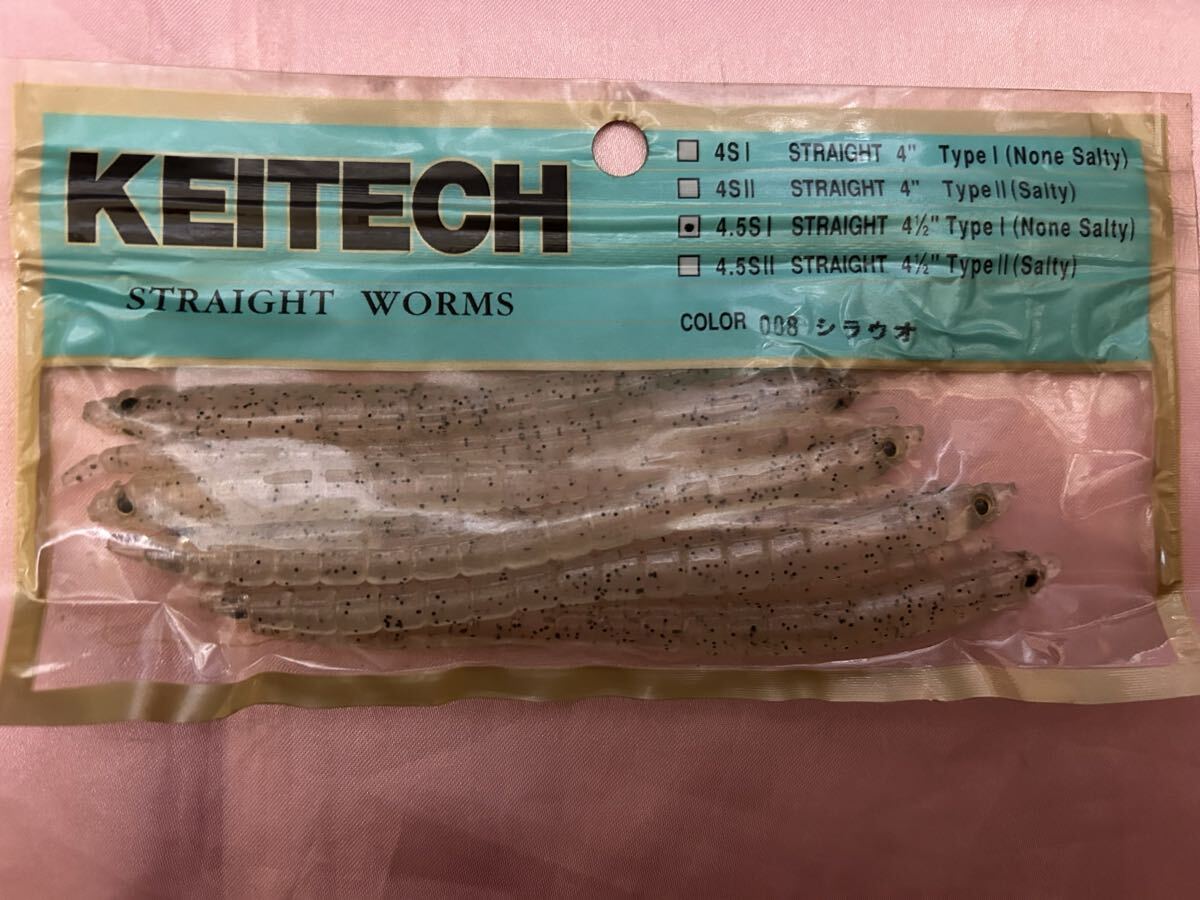 KEITECH
STRAIGHT WORMS
4S I STRAIGHT 4" Type I (None Salty)
4S II STRAIGHT 4" Type II (Salty)
4.5S I STRAIGHT 4½" Type I (None Salty)
4.5S II STRAIGHT 4½" Type II (Salty)
COLOR 008 シラウオ